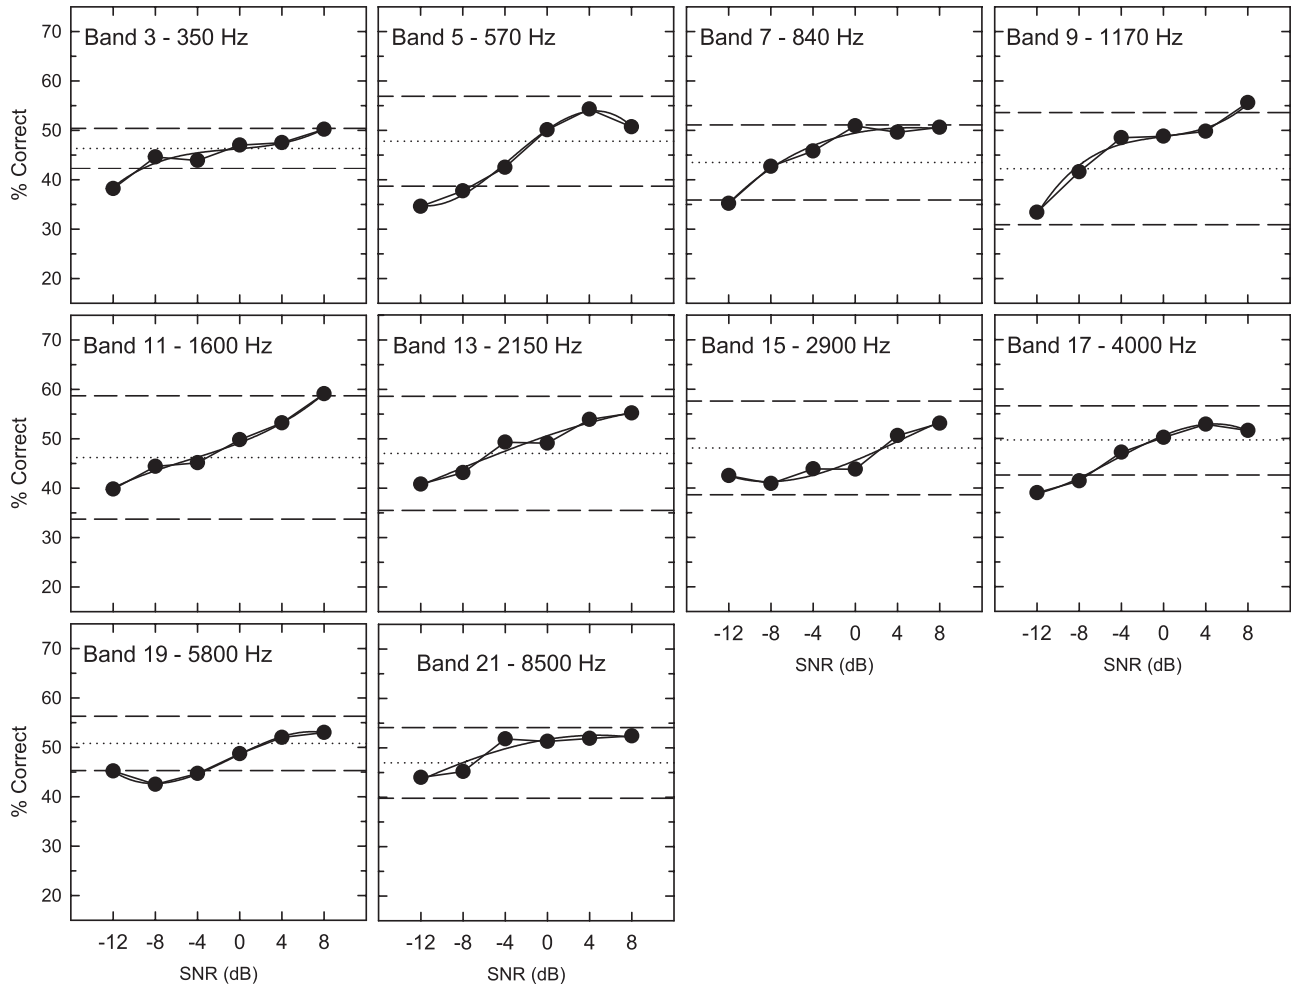 Band 3 - 350 Hz
Band 5 - 570 Hz
Band 7 - 840 Hz
Band 9 - 1170 Hz
70
60
50
40
30
20
% Correct
Band 11 - 1600 Hz
Band 13 - 2150 Hz
Band 15 - 2900 Hz
Band 17 - 4000 Hz
70
60
50
40
30
20
% Correct
-12 -8 -4 0 4 8
SNR (dB)
-12 -8 -4 0 4 8
SNR (dB)
Band 19 - 5800 Hz
Band 21 - 8500 Hz
70
60
50
40
30
20
% Correct
-12 -8 -4 0 4 8
SNR (dB)
-12 -8 -4 0 4 8
SNR (dB)